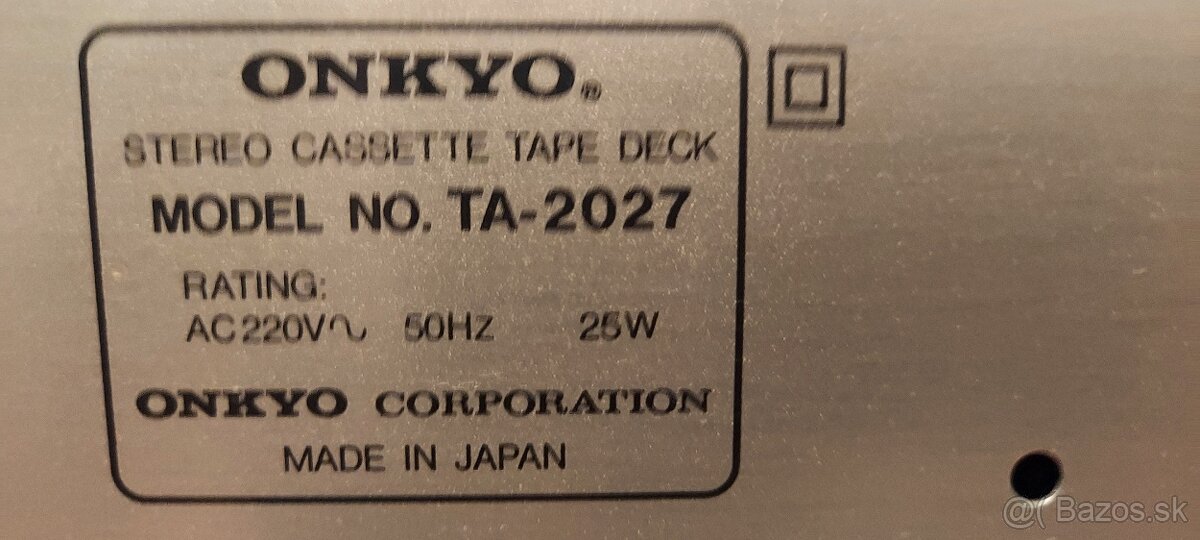 ONKYO®
STEREO CASSETTE TAPE DECK
MODEL NO. TA-2027
RATING:
AC220V∿ 50Hz 25W
ONKYO CORPORATION
MADE IN JAPAN
@( Bazos.sk